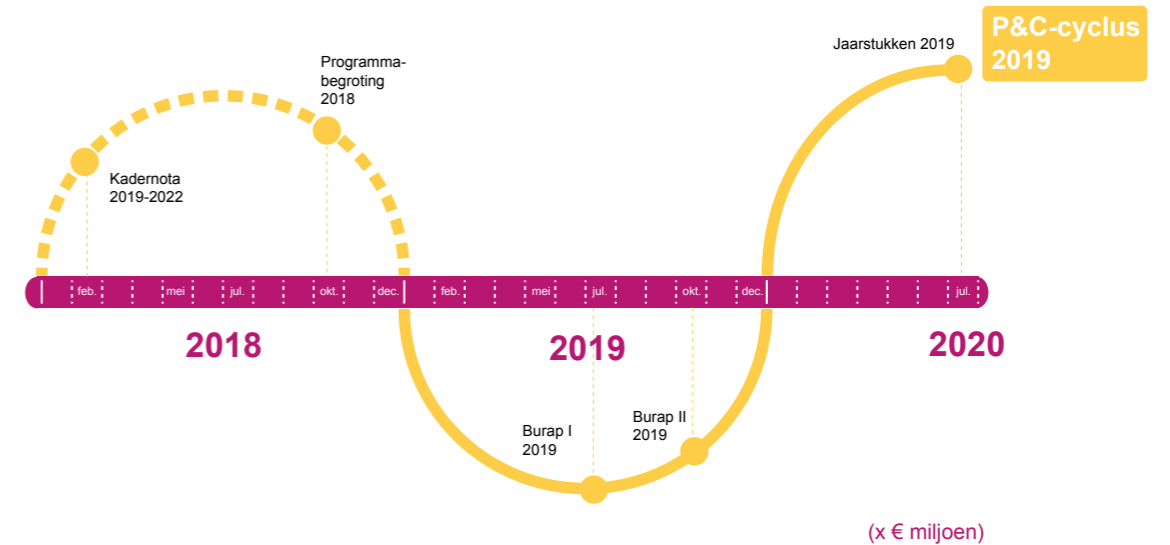 P&C-cyclus
2019
Jaarstukken 2019
Programma-
begroting
2018
Kadernota
2019-2022
feb. mei jul. okt. dec. feb. mei jul. okt. dec. jul.
2018 2019 2020
Burap I
2019
Burap II
2019
(x € miljoen)